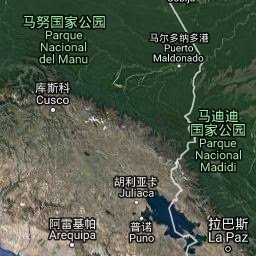 Cobija
马努国家公园
Parque
Nacional
del Manu
马尔多纳多港
Puerto
Maldonado
库斯科
Cusco
马迪迪
国家公园
Parque
Nacional
Madidi
胡利亚卡
Juliaca
阿雷基帕
Arequipa
普诺
Puno
拉巴斯
La Paz